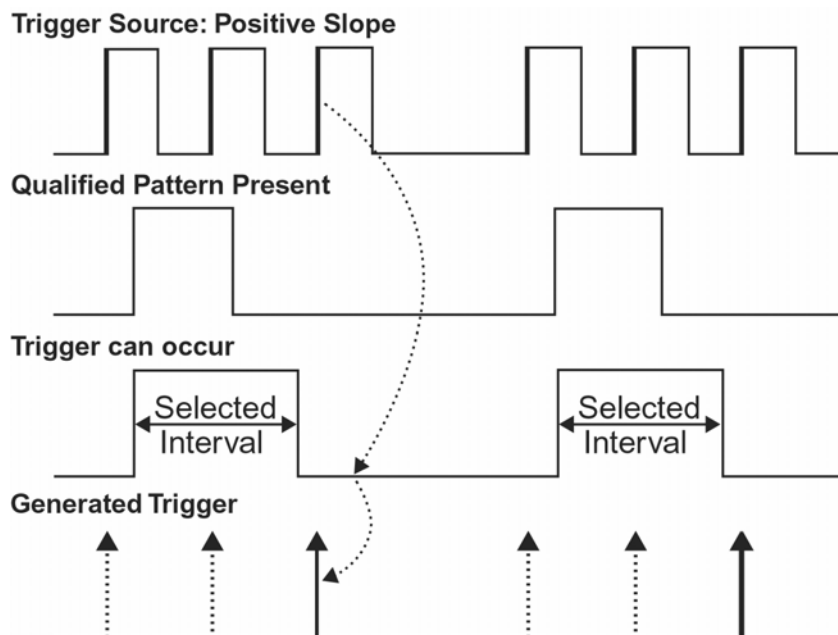 Trigger Source: Positive Slope
Qualified Pattern Present
Trigger can occur
Selected
Interval
Selected
Interval
Generated Trigger